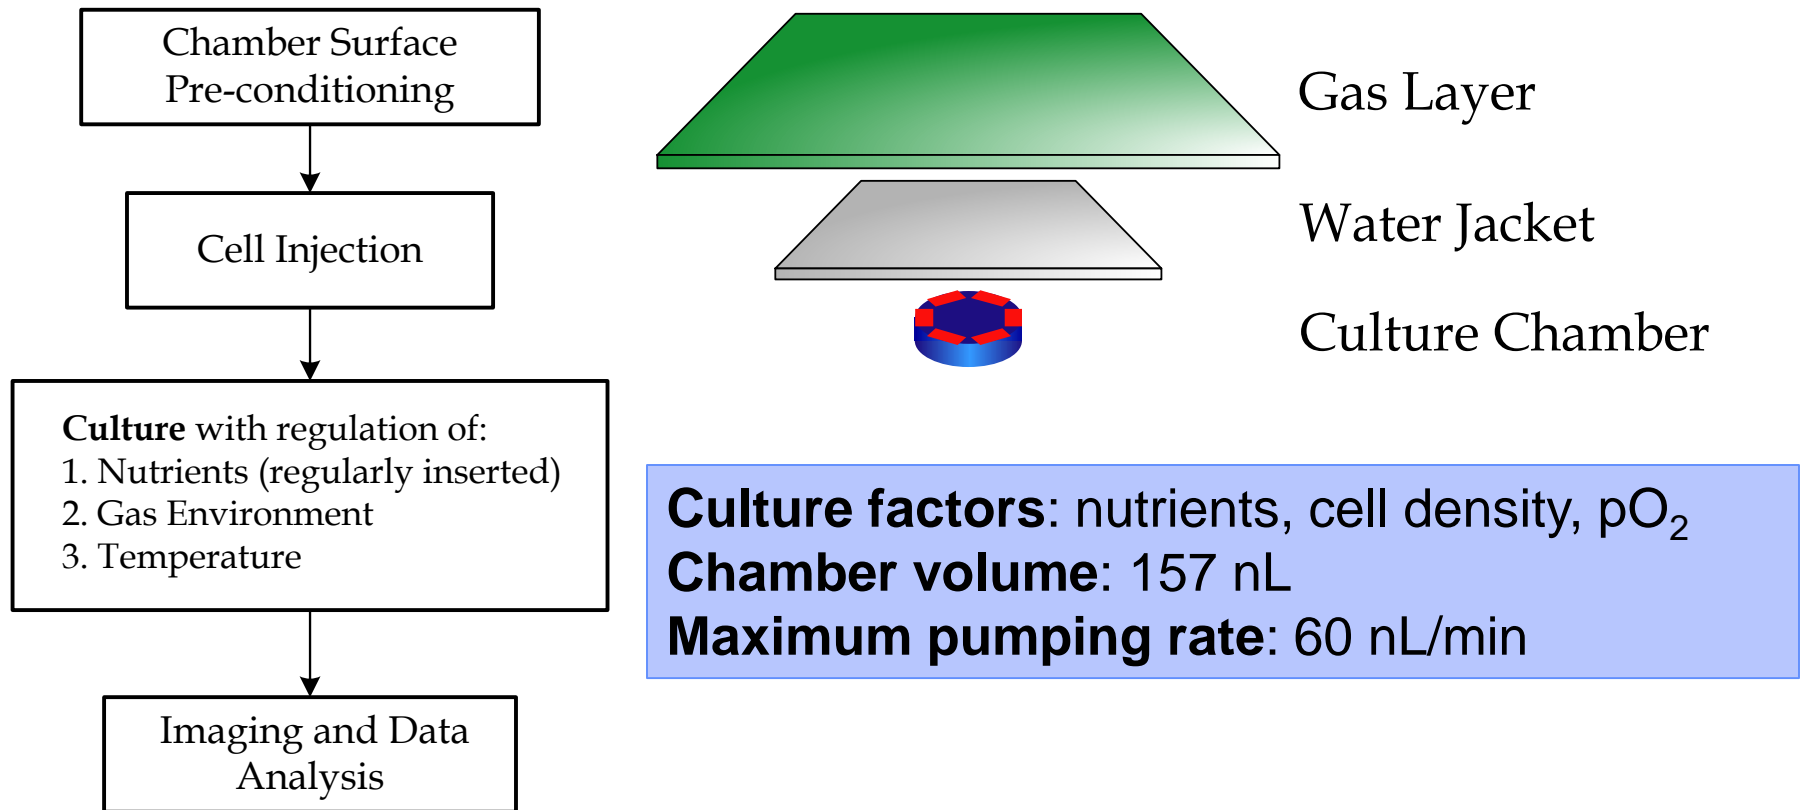 Chamber Surface
Pre-conditioning
Cell Injection
Culture with regulation of:
1. Nutrients (regularly inserted)
2. Gas Environment
3. Temperature
Imaging and Data
Analysis
Gas Layer
Water Jacket
Culture Chamber
Culture factors: nutrients, cell density, pO₂
Chamber volume: 157 nL
Maximum pumping rate: 60 nL/min